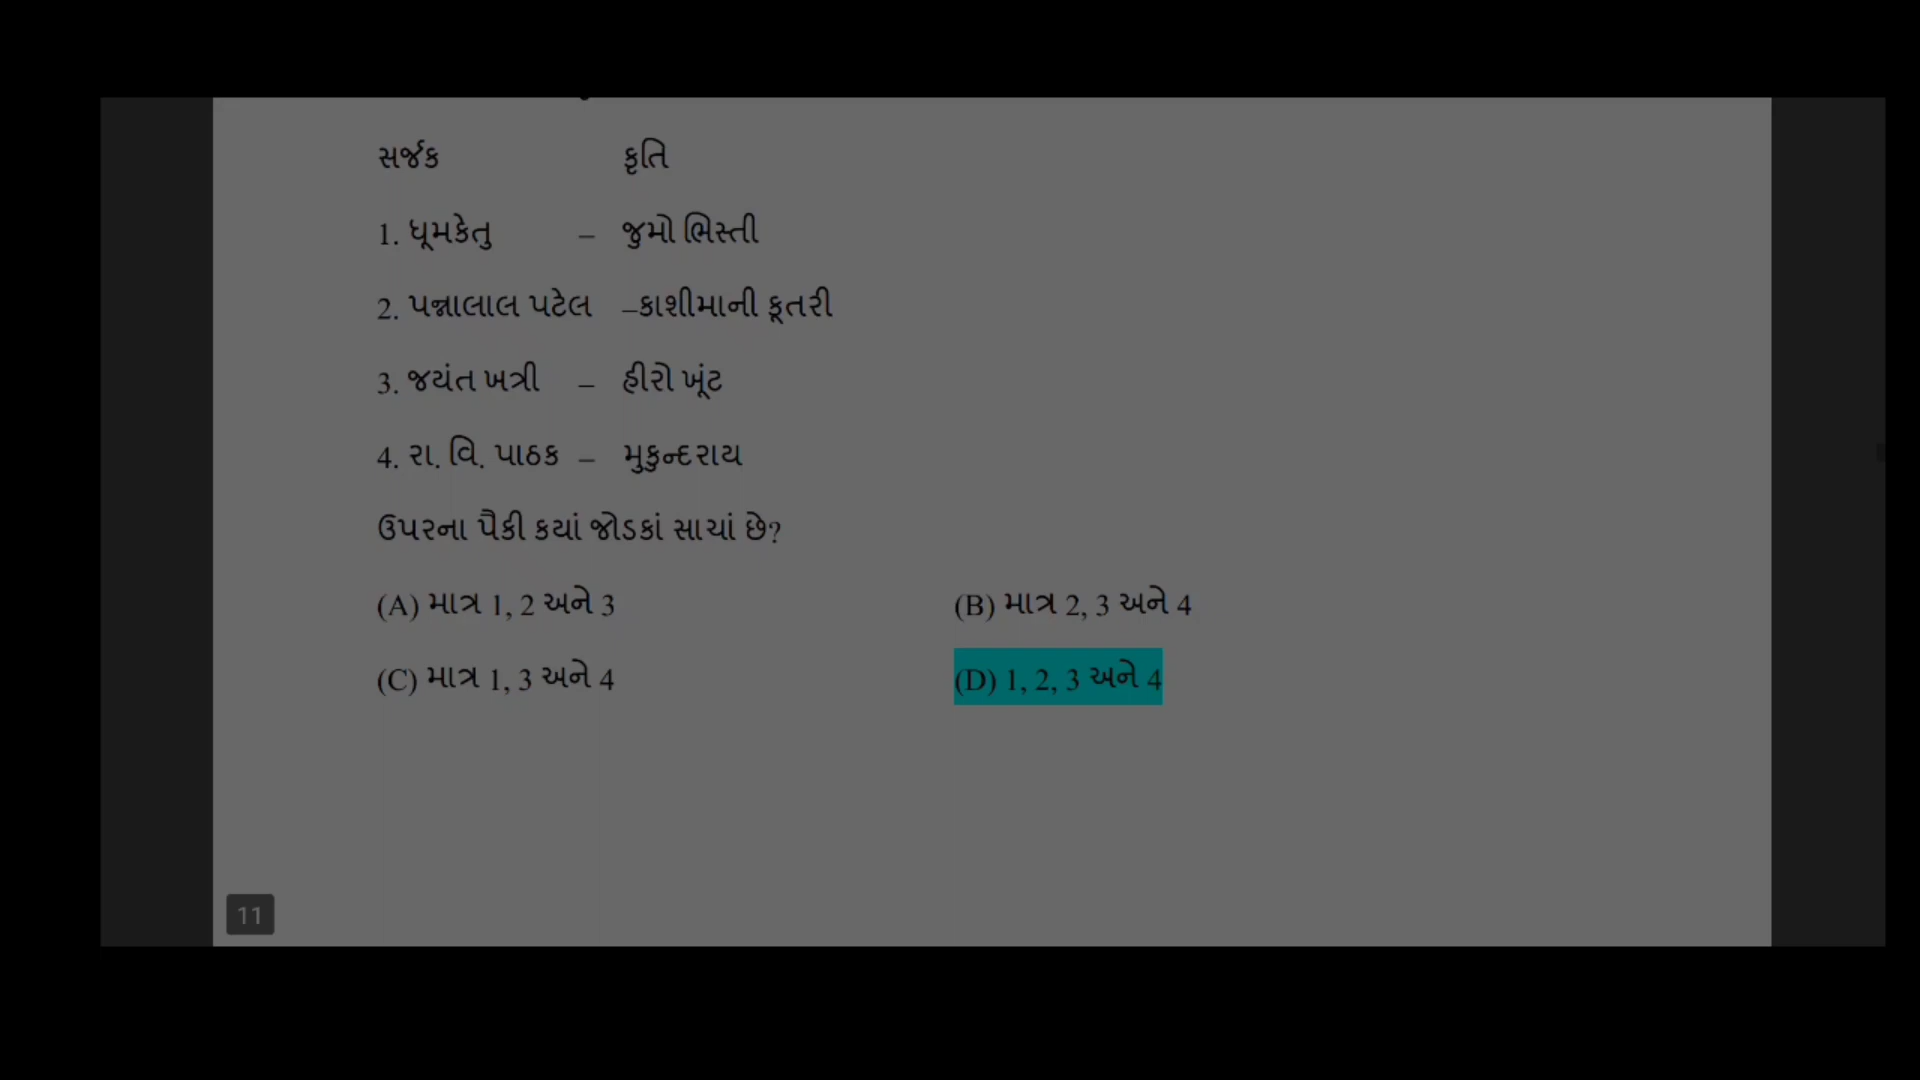 સર્જક કૃતિ
1. ધૂમકેતુ – જુમો ભિસ્તી
2. પન્નાલાલ પટેલ –કાશીમાની કૂતરી
3. જયંત ખત્રી – હીરો ખૂંટ
4. રા. વિ. પાઠક – મુકુન્દરાય
ઉપરના પૈકી કયાં જોડકાં સાચાં છે?
(A) માત્ર 1, 2 અને 3 (B) માત્ર 2, 3 અને 4
(C) માત્ર 1, 3 અને 4 (D) 1, 2, 3 અને 4
11